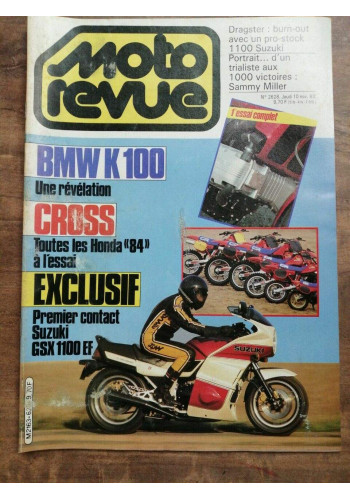 moto
revue
Dragster : burn-out
avec un pro-stock
1100 Suzuki
Portrait... d'un
trialiste aux
1000 victoires :
Sammy Miller
1er essai complet
BMW K 100
Une révélation
CROSS
Toutes les Honda «84»
à l'essai
EXCLUSIF
Premier contact
Suzuki
GSX 1100 EF
SUZUKI